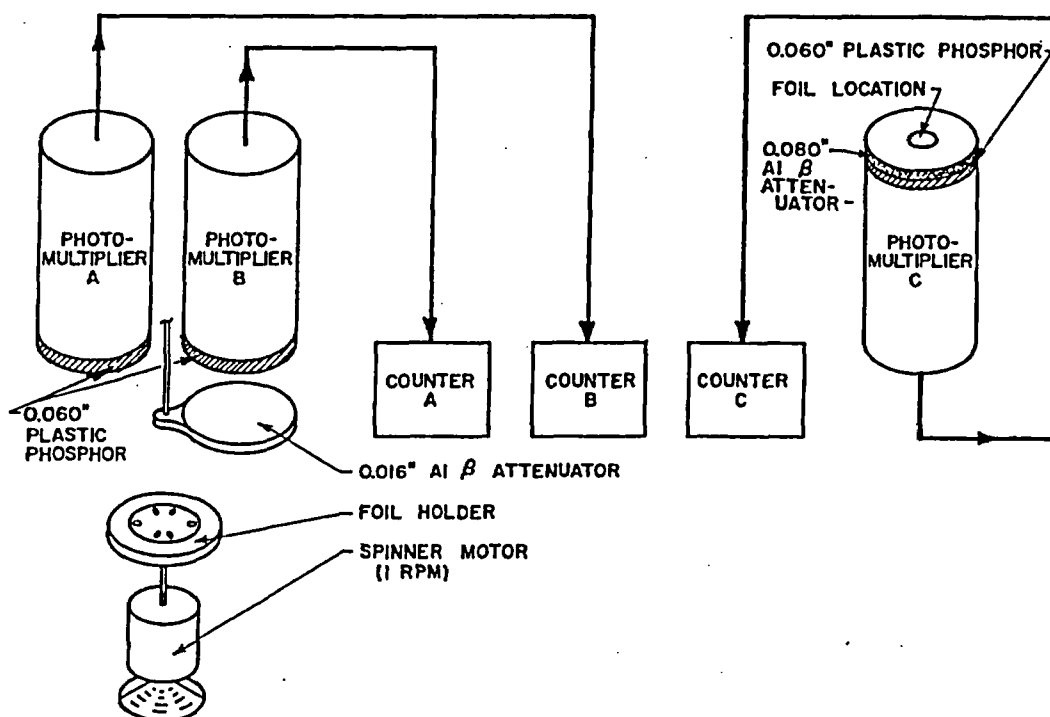 0.060" PLASTIC PHOSPHOR
FOIL LOCATION
0.080"
Al β
ATTEN-
UATOR
PHOTO-
MULTIPLIER
A
PHOTO-
MULTIPLIER
B
PHOTO-
MULTIPLIER
C
COUNTER
A
COUNTER
B
COUNTER
C
0.060"
PLASTIC
PHOSPHOR
0.016" Al β ATTENUATOR
FOIL HOLDER
SPINNER MOTOR
(1 RPM)